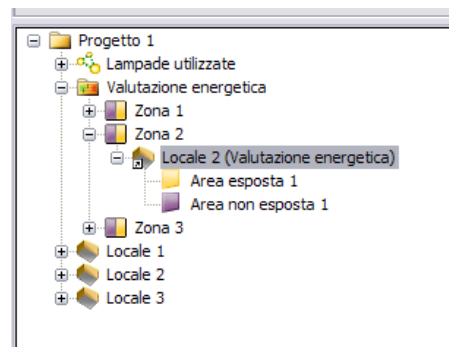 Progetto 1
Lampade utilizzate
Valutazione energetica
Zona 1
Zona 2
Locale 2 (Valutazione energetica)
Area esposta 1
Area non esposta 1
Zona 3
Locale 1
Locale 2
Locale 3